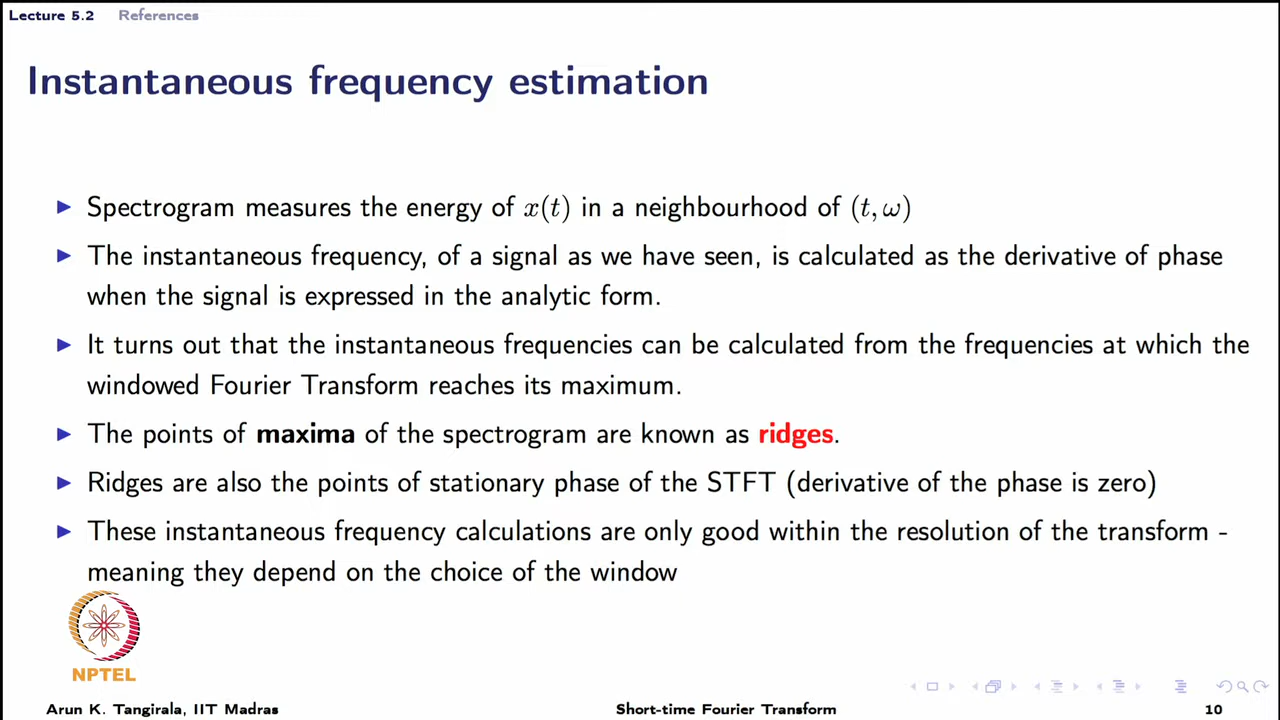 Lecture 5.2 References
Instantaneous frequency estimation
▶ Spectrogram measures the energy of x(t) in a neighbourhood of (t, ω)
▶ The instantaneous frequency, of a signal as we have seen, is calculated as the derivative of phase
when the signal is expressed in the analytic form.
▶ It turns out that the instantaneous frequencies can be calculated from the frequencies at which the
windowed Fourier Transform reaches its maximum.
▶ The points of maxima of the spectrogram are known as ridges.
▶ Ridges are also the points of stationary phase of the STFT (derivative of the phase is zero)
▶ These instantaneous frequency calculations are only good within the resolution of the transform -
meaning they depend on the choice of the window
NPTEL
Arun K. Tangirala, IIT Madras Short-time Fourier Transform 10